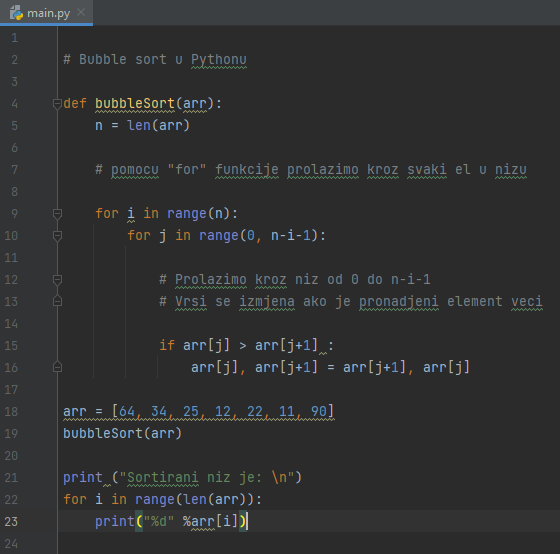 main.py
1
2 # Bubble sort u Pythonu
3
4 def bubbleSort(arr):
5     n = len(arr)
6
7     # pomocu "for" funkcije prolazimo kroz svaki el u nizu
8
9     for i in range(n):
10         for j in range(0, n-i-1):
11
12             # Prolazimo kroz niz od 0 do n-i-1
13             # Vrsi se izmjena ako je pronadjeni element veci
14
15             if arr[j] > arr[j+1] :
16                 arr[j], arr[j+1] = arr[j+1], arr[j]
17
18 arr = [64, 34, 25, 12, 22, 11, 90]
19 bubbleSort(arr)
20
21 print ("Sortirani niz je: \n")
22 for i in range(len(arr)):
23     print("%d" %arr[i])
24